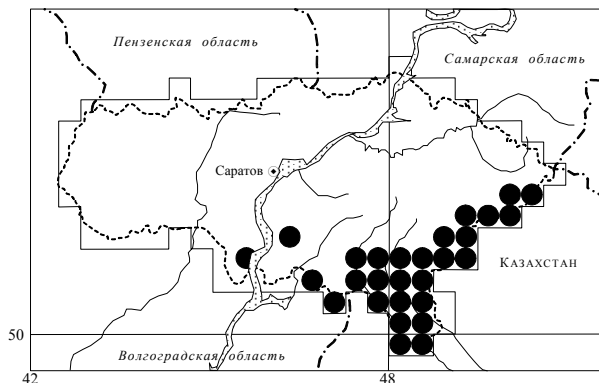 Пензенская область
Самарская область
Саратов
КАЗАХСТАН
50
Волгоградская область
42
48